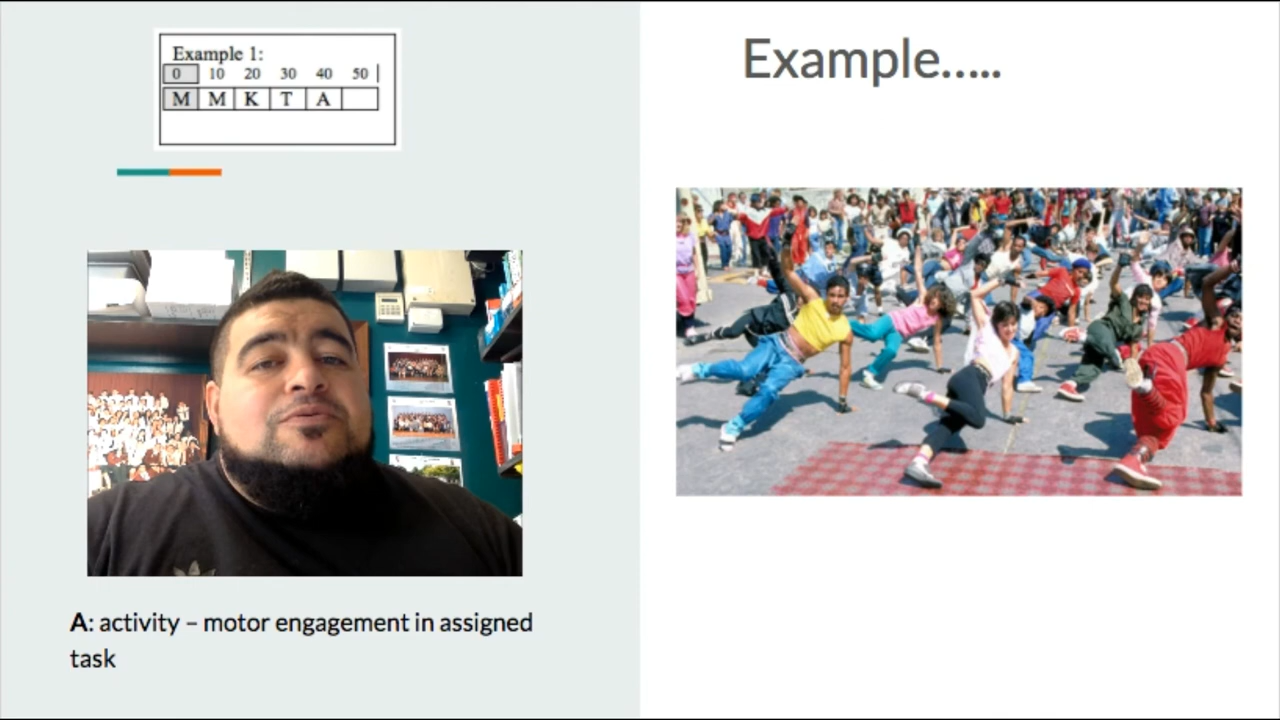 Example 1:
0 10 20 30 40 50
M M K T A
Example…..
A: activity – motor engagement in assigned
task